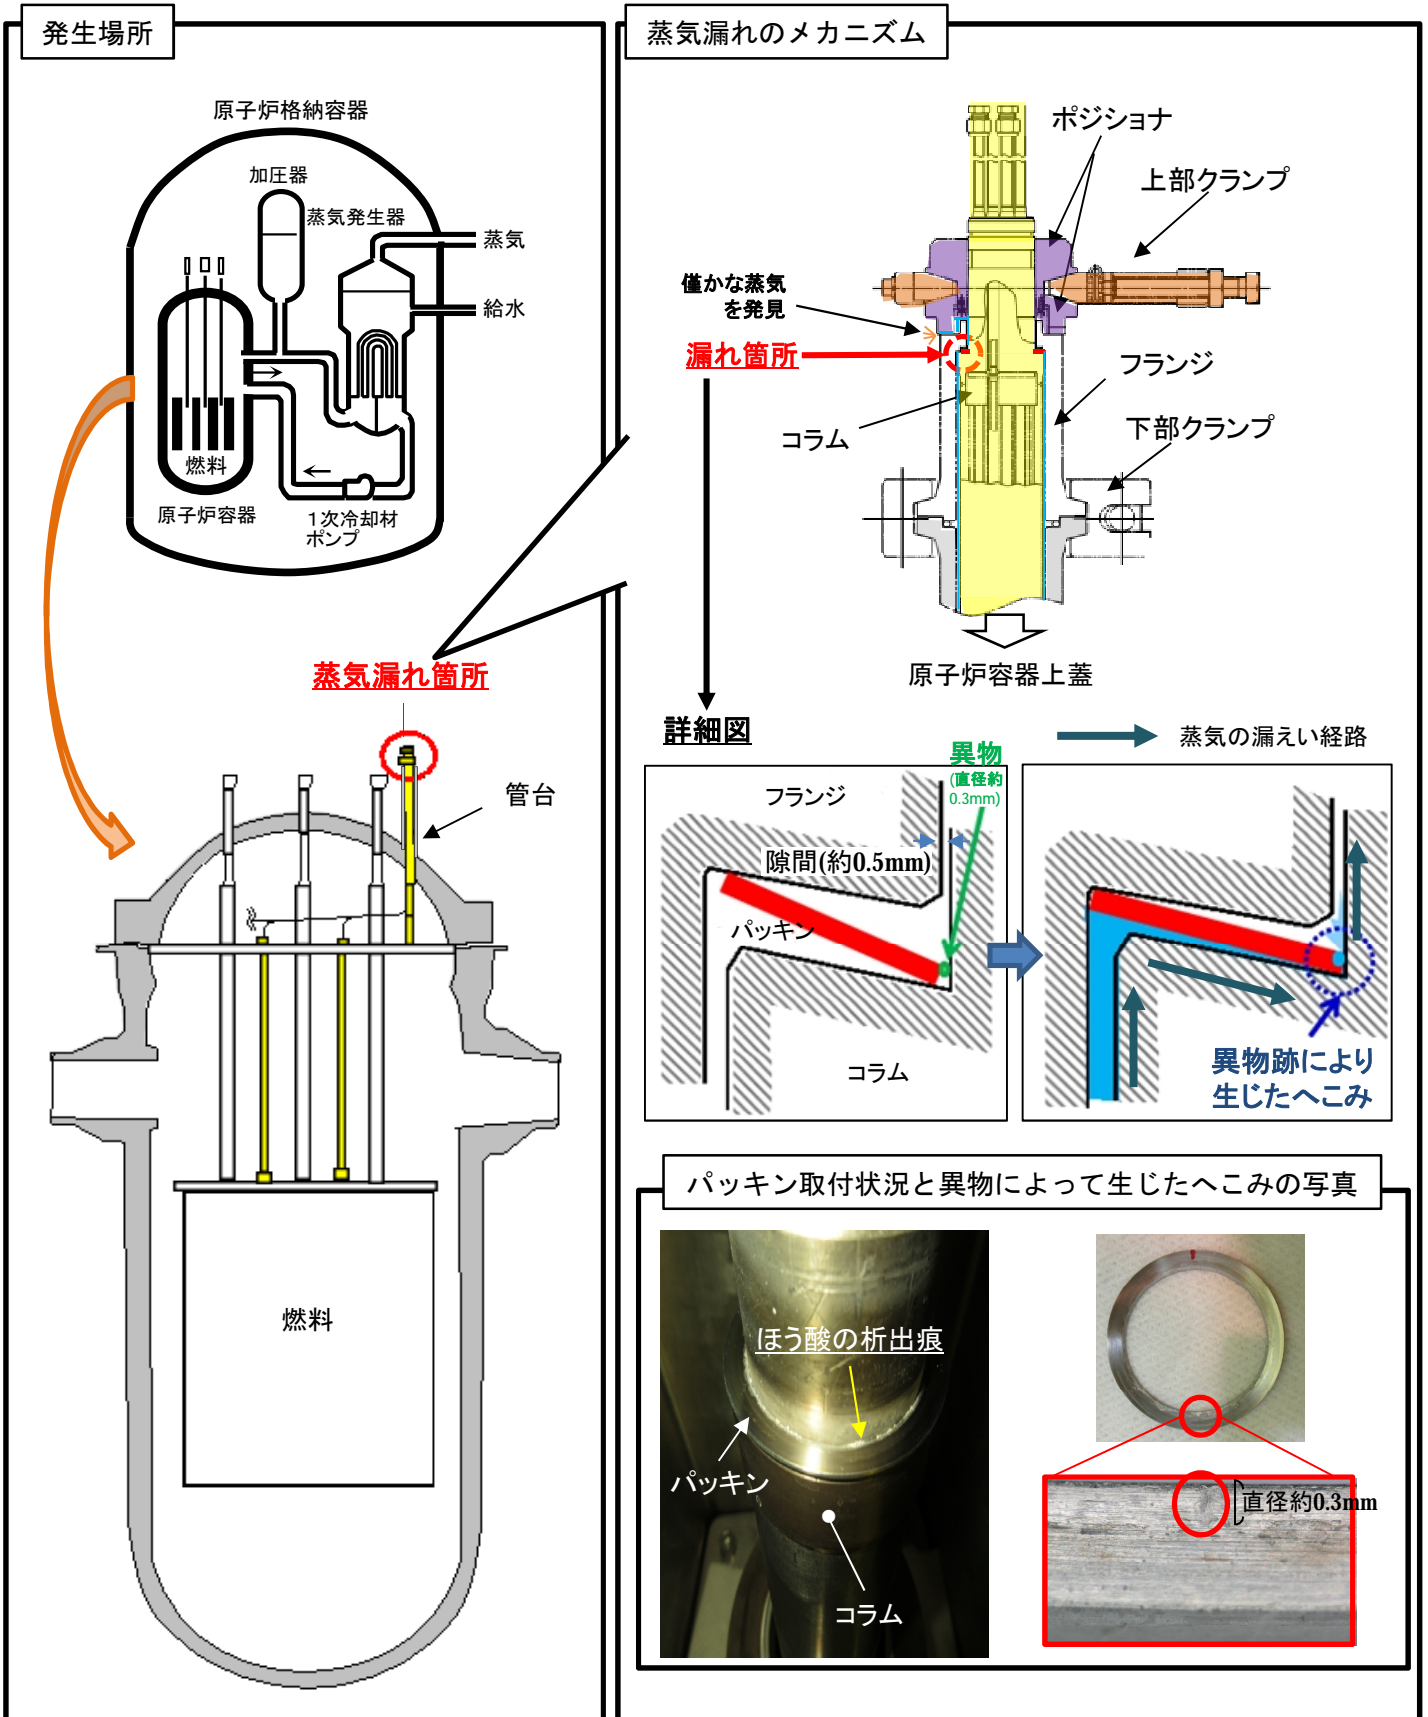 発生場所
原子炉格納容器
加圧器
蒸気発生器
蒸気
給水
燃料
原子炉容器
１次冷却材
ポンプ
蒸気漏れ箇所
管台
燃料
蒸気漏れのメカニズム
ポジショナ
上部クランプ
僅かな蒸気
を発見
漏れ箇所
フランジ
コラム
下部クランプ
原子炉容器上蓋
詳細図
蒸気の漏えい経路
異物
(直径約
0.3mm)
フランジ
隙間(約0.5mm)
パッキン
コラム
異物跡により
生じたへこみ
パッキン取付状況と異物によって生じたへこみの写真
ほう酸の析出痕
パッキン
コラム
直径約0.3mm